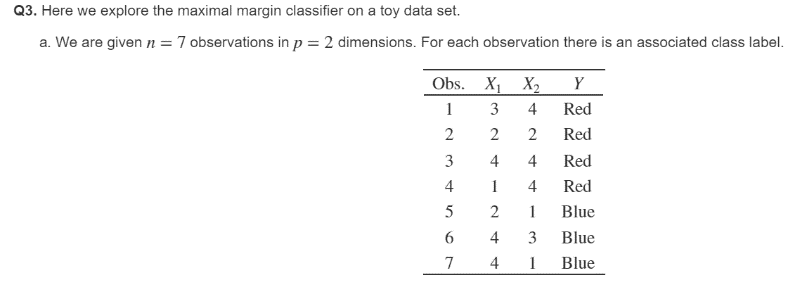 Q3. Here we explore the maximal margin classifier on a toy data set.
a. We are given n = 7 observations in p = 2 dimensions. For each observation there is an associated class label.
Obs. X₁ X₂ Y
1 3 4 Red
2 2 2 Red
3 4 4 Red
4 1 4 Red
5 2 1 Blue
6 4 3 Blue
7 4 1 Blue